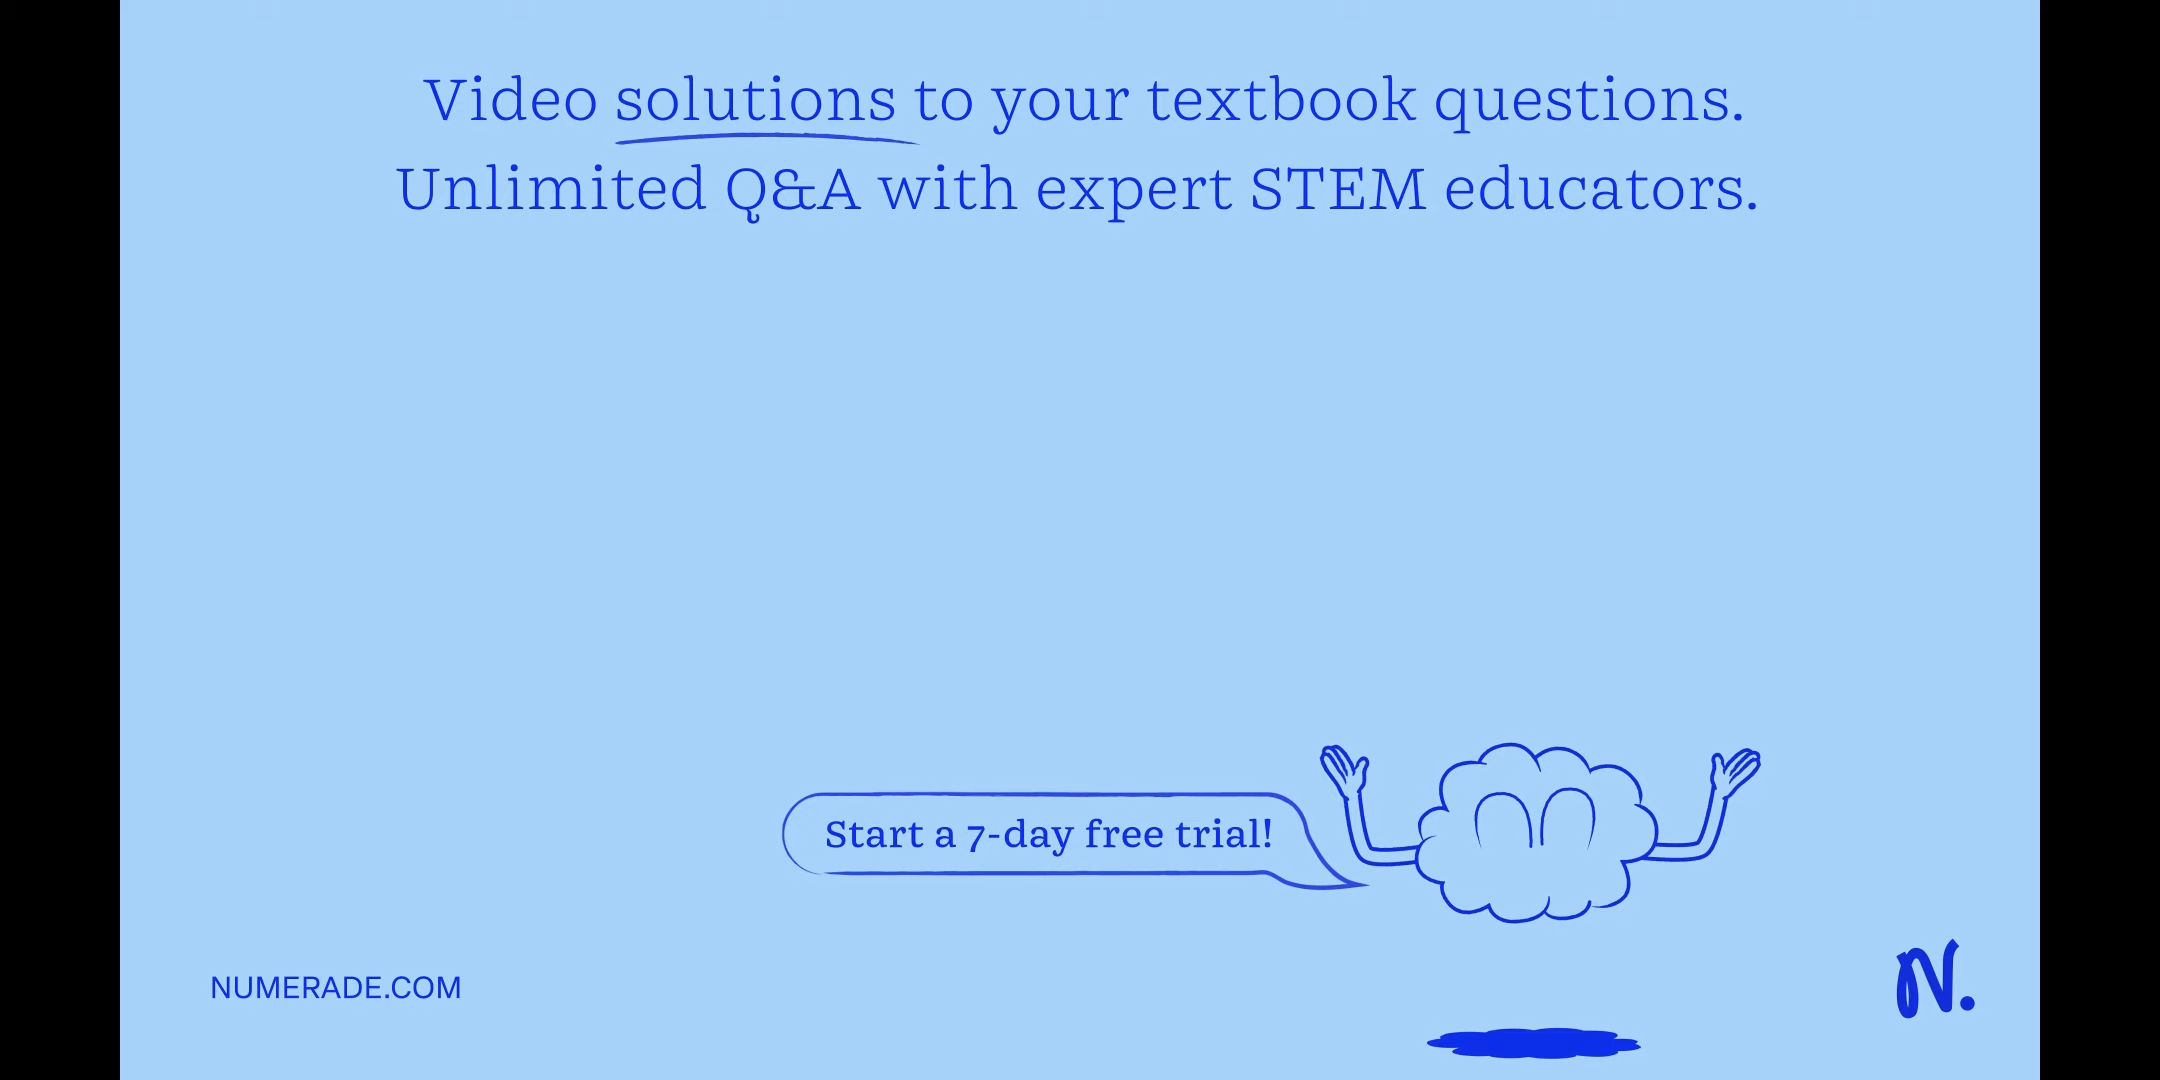 Video solutions to your textbook questions.
Unlimited Q&A with expert STEM educators.
Start a 7-day free trial!
NUMERADE.COM
N.